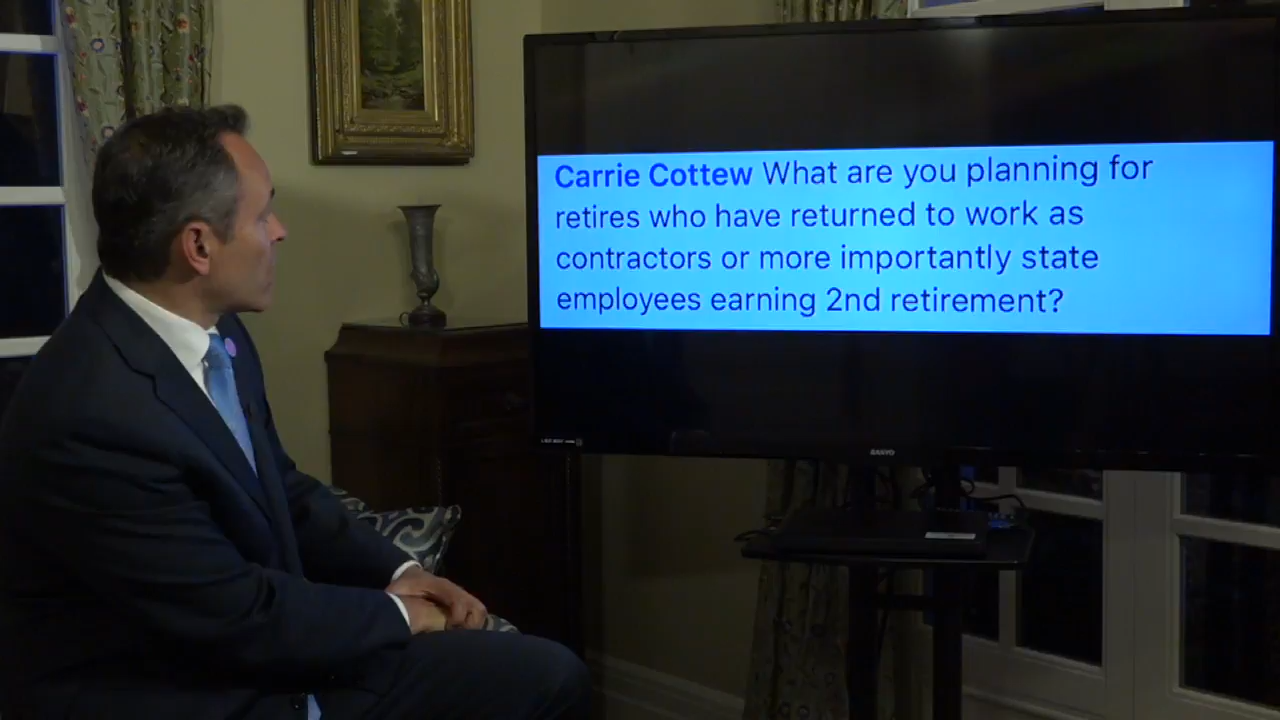 Carrie Cottew What are you planning for
retires who have returned to work as
contractors or more importantly state
employees earning 2nd retirement?
SANYO